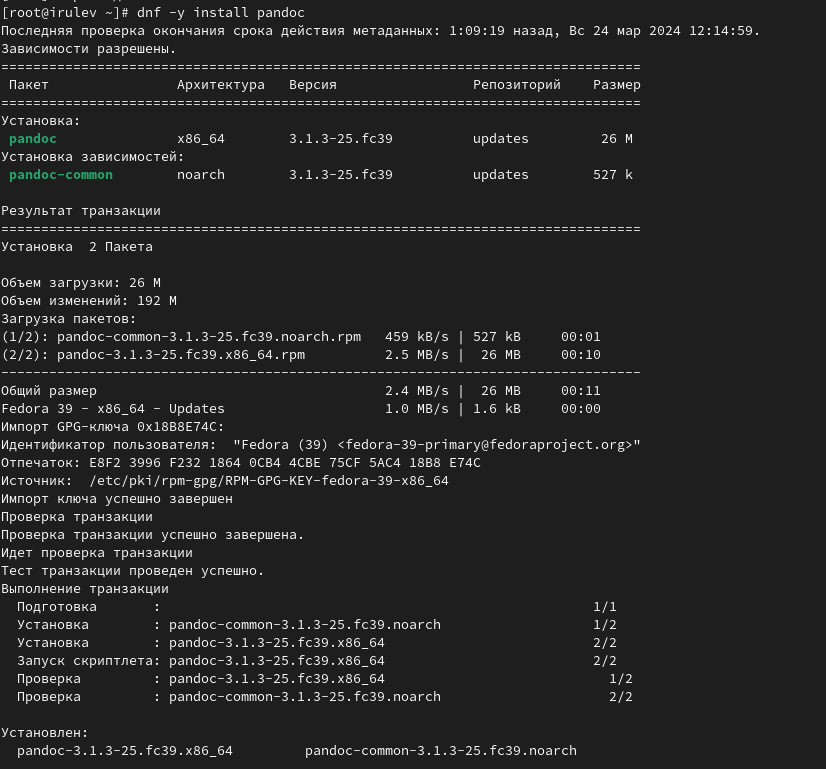 [root@irulev ~]# dnf -y install pandoc
Последняя проверка окончания срока действия метаданных: 1:09:19 назад, Вс 24 мар 2024 12:14:59.
Зависимости разрешены.
================================================================================
 Пакет                Архитектура   Версия                 Репозиторий    Размер
================================================================================
Установка:
 pandoc               x86_64        3.1.3-25.fc39          updates         26 M
Установка зависимостей:
 pandoc-common        noarch        3.1.3-25.fc39          updates        527 k

Результат транзакции
================================================================================
Установка  2 Пакета

Объем загрузки: 26 M
Объем изменений: 192 M
Загрузка пакетов:
(1/2): pandoc-common-3.1.3-25.fc39.noarch.rpm   459 kB/s | 527 kB     00:01
(2/2): pandoc-3.1.3-25.fc39.x86_64.rpm          2.5 MB/s |  26 MB     00:10
--------------------------------------------------------------------------------
Общий размер                                    2.4 MB/s |  26 MB     00:11
Fedora 39 - x86_64 - Updates                    1.0 MB/s | 1.6 kB     00:00
Импорт GPG-ключа 0x18B8E74C:
Идентификатор пользователя:  "Fedora (39) <fedora-39-primary@fedoraproject.org>"
Отпечаток: E8F2 3996 F232 1864 0CB4 4CBE 75CF 5AC4 18B8 E74C
Источник:  /etc/pki/rpm-gpg/RPM-GPG-KEY-fedora-39-x86_64
Импорт ключа успешно завершен
Проверка транзакции
Проверка транзакции успешно завершена.
Идет проверка транзакции
Тест транзакции проведен успешно.
Выполнение транзакции
  Подготовка       :                                                      1/1
  Установка        : pandoc-common-3.1.3-25.fc39.noarch                   1/2
  Установка        : pandoc-3.1.3-25.fc39.x86_64                          2/2
  Запуск скриптлета: pandoc-3.1.3-25.fc39.x86_64                          2/2
  Проверка         : pandoc-3.1.3-25.fc39.x86_64                            1/2
  Проверка         : pandoc-common-3.1.3-25.fc39.noarch                     2/2

Установлен:
  pandoc-3.1.3-25.fc39.x86_64         pandoc-common-3.1.3-25.fc39.noarch